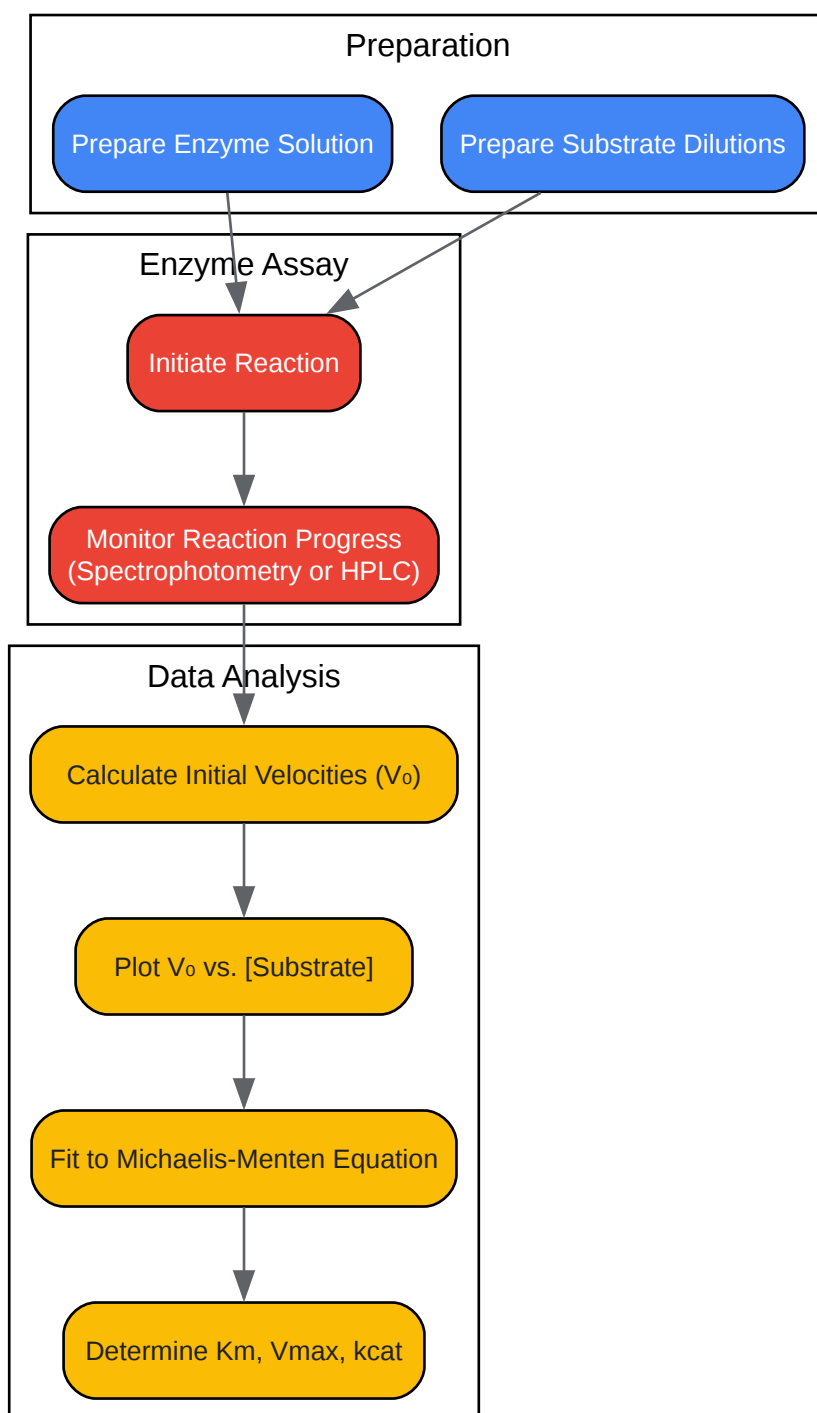 Preparation
Prepare Enzyme Solution
Prepare Substrate Dilutions
Enzyme Assay
Initiate Reaction
Monitor Reaction Progress
(Spectrophotometry or HPLC)
Data Analysis
Calculate Initial Velocities (V₀)
Plot V₀ vs. [Substrate]
Fit to Michaelis-Menten Equation
Determine Km, Vmax, kcat